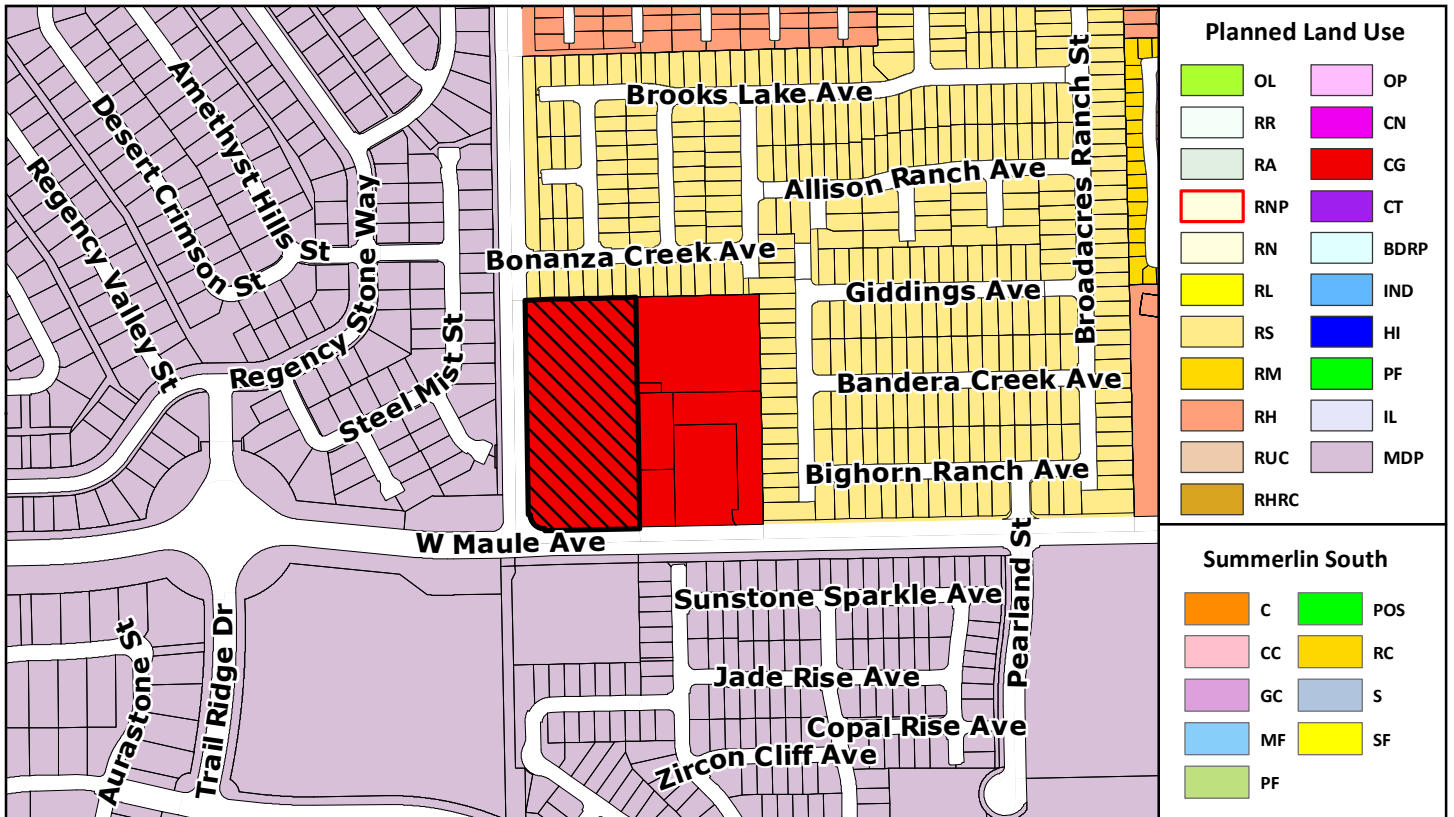 Brooks Lake Ave
Amethyst Hills St
Desert Crimson St
Regency Valley St
Regency Stone Way
Steel Mist St
Allison Ranch Ave
Broadacres Ranch St
Bonanza Creek Ave
Giddings Ave
Bandera Creek Ave
Bighorn Ranch Ave
W Maule Ave
Sunstone Sparkle Ave
Pearland St
Jade Rise Ave
Copal Rise Ave
Zircon Cliff Ave
Aurastone St
Trail Ridge Dr
Planned Land Use
OL OP
RR CN
RA CG
RNP CT
RN BDRP
RL IND
RS HI
RM PF
RH IL
RUC MDP
RHRC
Summerlin South
C POS
CC RC
GC S
MF SF
PF